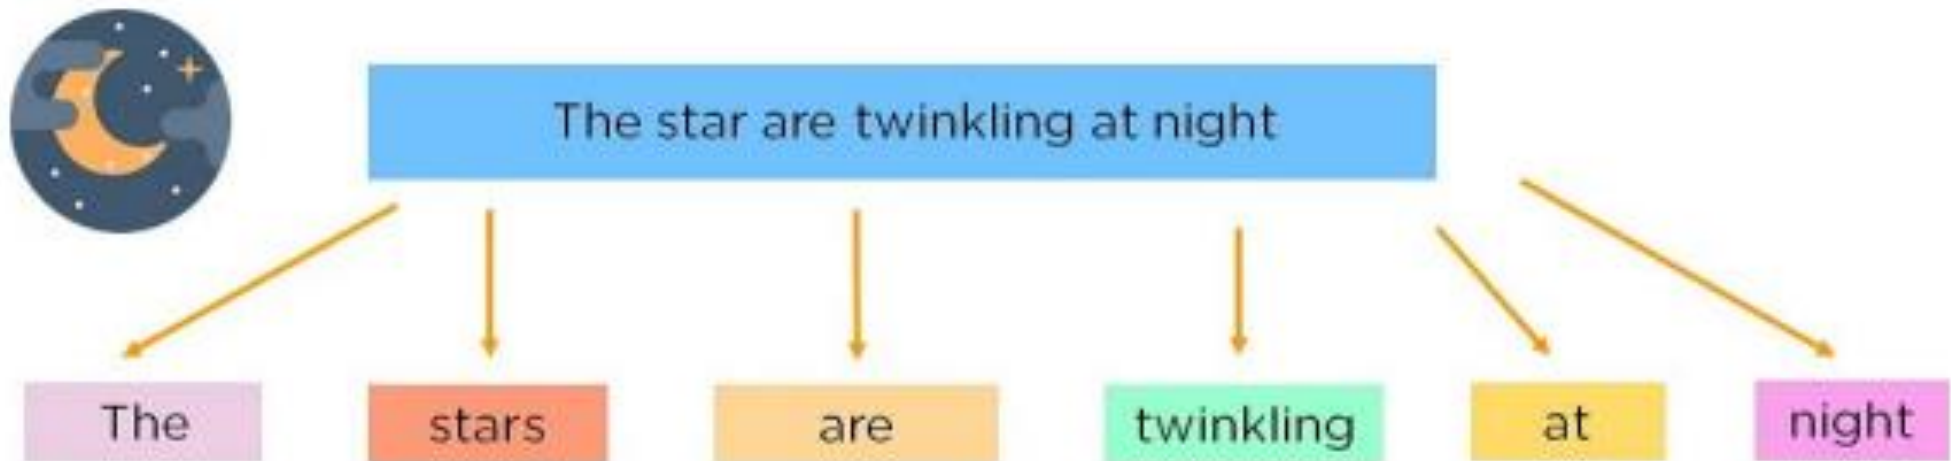 The star are twinkling at night
The stars are twinkling at night